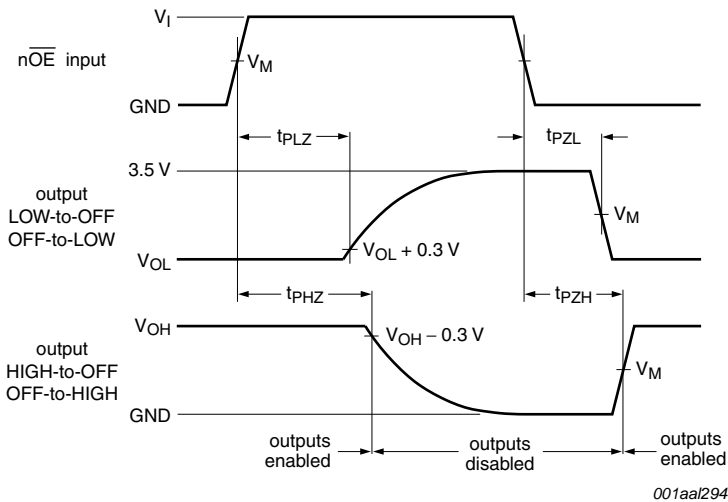 V_I
nO̅E̅ input
V_M
GND
t_PLZ
t_PZL
3.5 V
output
LOW-to-OFF
OFF-to-LOW
V_M
V_OL + 0.3 V
V_OL
t_PHZ
t_PZH
V_OH
V_OH − 0.3 V
output
HIGH-to-OFF
OFF-to-HIGH
V_M
GND
outputs
enabled
outputs
disabled
outputs
enabled
001aal294